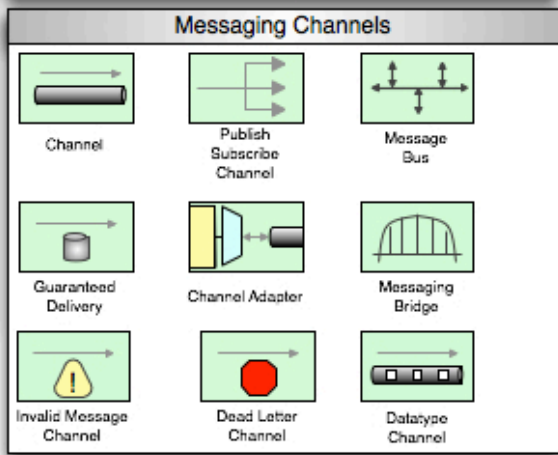 Messaging Channels
Channel
Publish
Subscribe
Channel
Message
Bus
Guaranteed
Delivery
Channel Adapter
Messaging
Bridge
!
Invalid Message
Channel
Dead Letter
Channel
Datatype
Channel